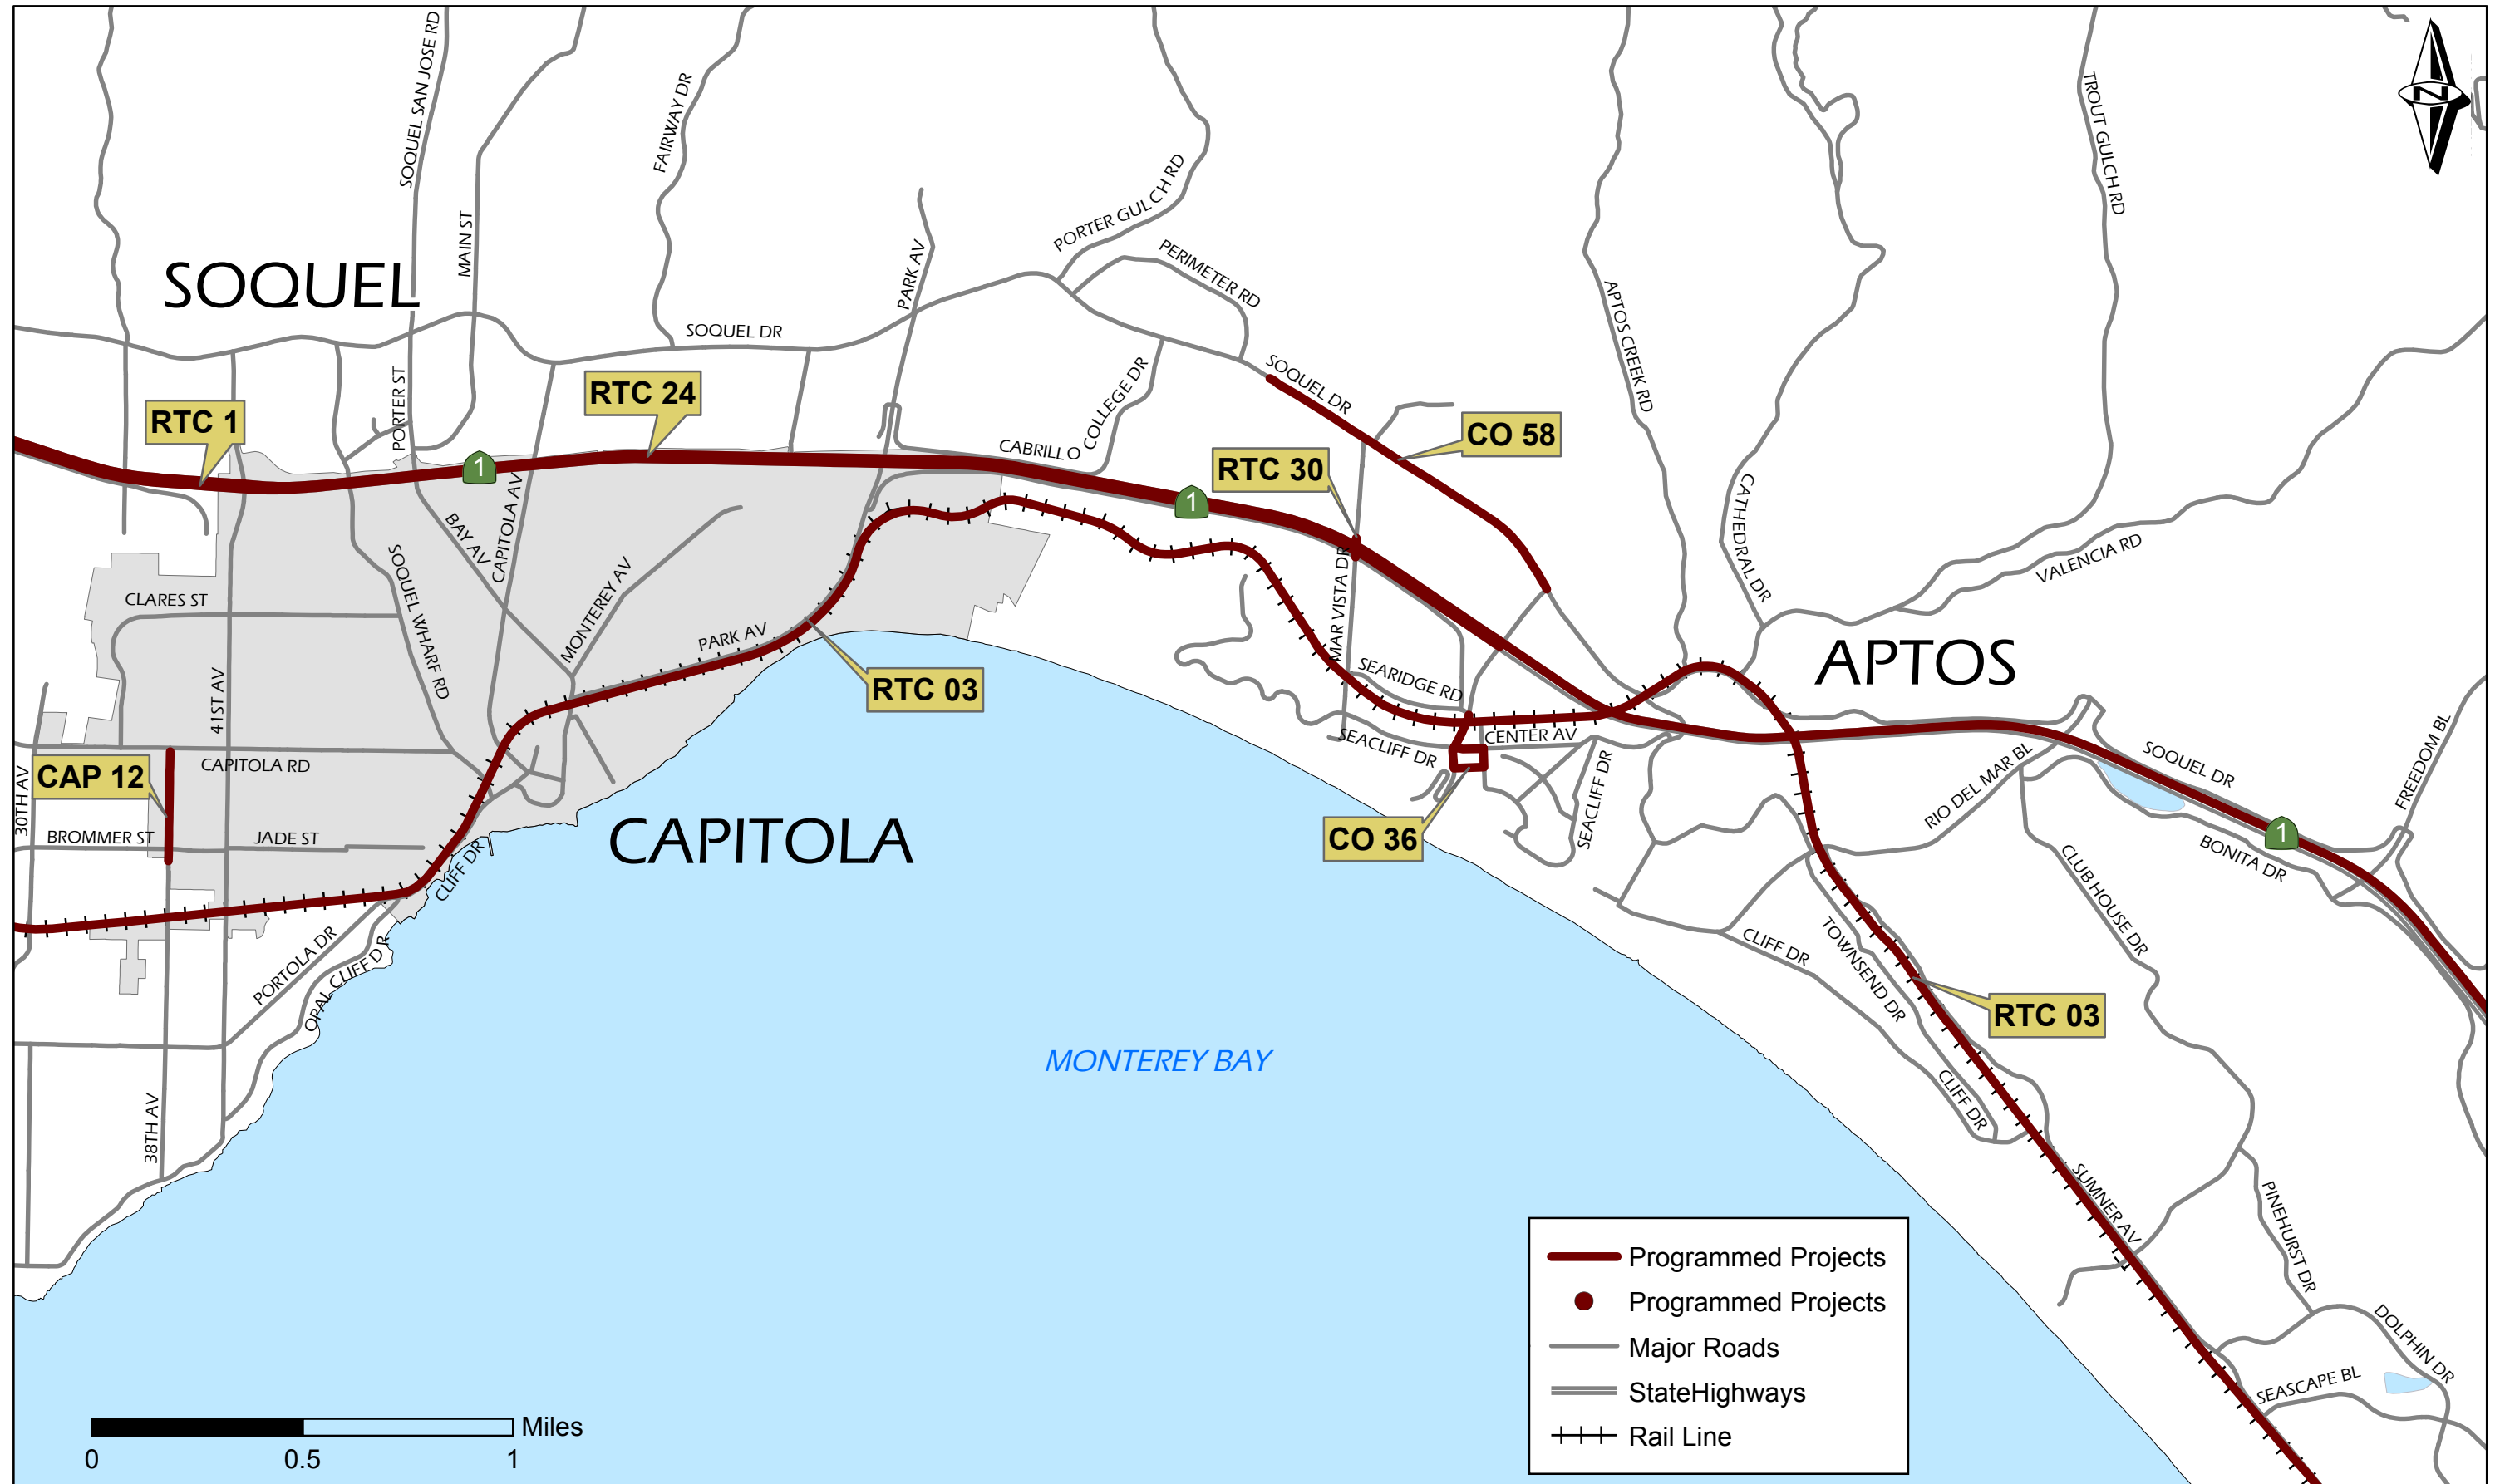 SOQUEL SAN JOSE RD
FAIRWAY DR
TROUT GULCH RD
N
MAIN ST
PORTER GULCH RD
PERIMETER RD
PARK AV
SOQUEL
APTOS CREEK RD
SOQUEL DR
SOQUEL DR
PORTER ST
RTC 1
RTC 24
COLLEGE DR
CO 58
CABRILLO
RTC 30
1
1
CATHEDRAL DR
BAY AV
CAPITOLA AV
MAR VISTA DR
VALENCIA RD
SOQUEL WHARF RD
CLARES ST
MONTEREY AV
PARK AV
APTOS
RTC 03
SEARIDGE RD
41ST AV
CENTER AV
SEACLIFF DR
SEACLIFF DR
SOQUEL DR
RIO DEL MAR BL
FREEDOM BL
CAPITOLA RD
CAP 12
30TH AV
BROMMER ST
JADE ST
CAPITOLA
CO 36
1
BONITA DR
CLIFF DR
CLUB HOUSE DR
PORTOLA DR
OPAL CLIFF DR
CLIFF DR
TOWNSEND DR
RTC 03
MONTEREY BAY
CLIFF DR
38TH AV
SUMNER AV
PINEHURST DR
DOLPHIN DR
SEASCAPE BL
Programmed Projects
Programmed Projects
Major Roads
StateHighways
Rail Line
Miles
0 0.5 1